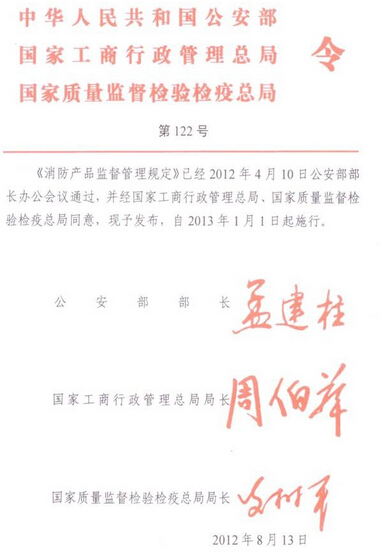 中华人民共和国公安部
国家工商行政管理总局
令
国家质量监督检验检疫总局
第 122 号
《消防产品监督管理规定》已经 2012 年 4 月 10 日公安部部
长办公会议通过，并经国家工商行政管理总局、国家质量监督检
验检疫总局同意，现予发布，自 2013 年 1 月 1 日起施行。
公安部部长 孟建柱
国家工商行政管理总局局长 周伯华
国家质量监督检验检疫总局局长 支树平
2012 年 8 月 13 日